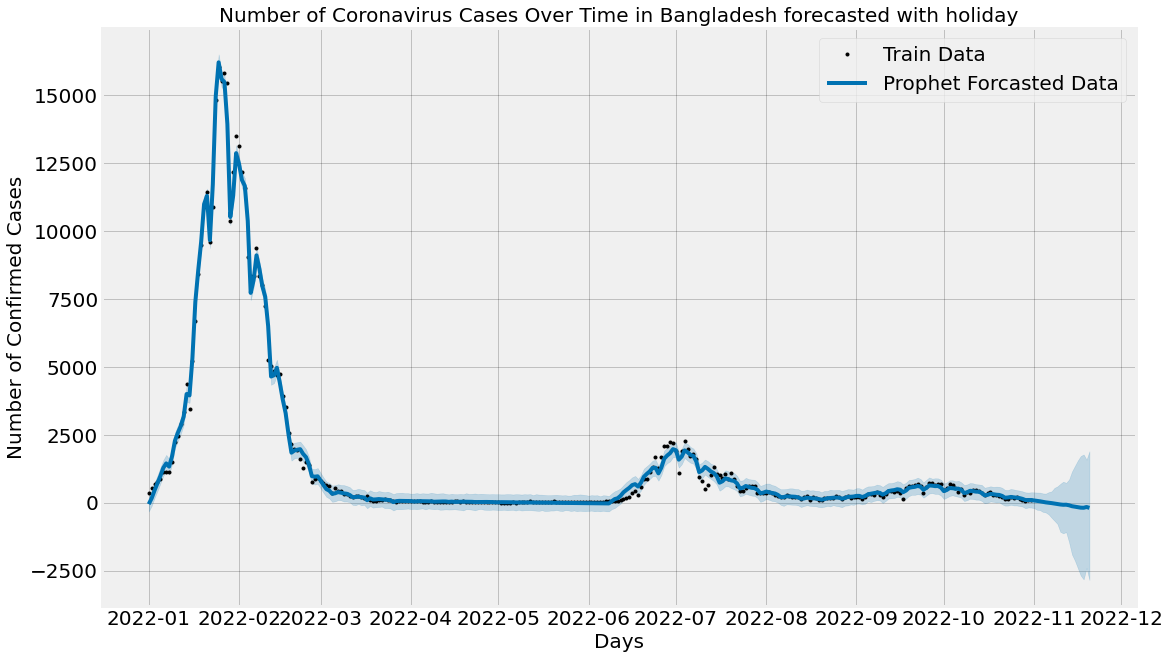 Number of Coronavirus Cases Over Time in Bangladesh forecasted with holiday
Train Data
Prophet Forcasted Data
Number of Confirmed Cases
15000
12500
10000
7500
5000
2500
0
−2500
2022-01 2022-02 2022-03 2022-04 2022-05 2022-06 2022-07 2022-08 2022-09 2022-10 2022-11 2022-12
Days